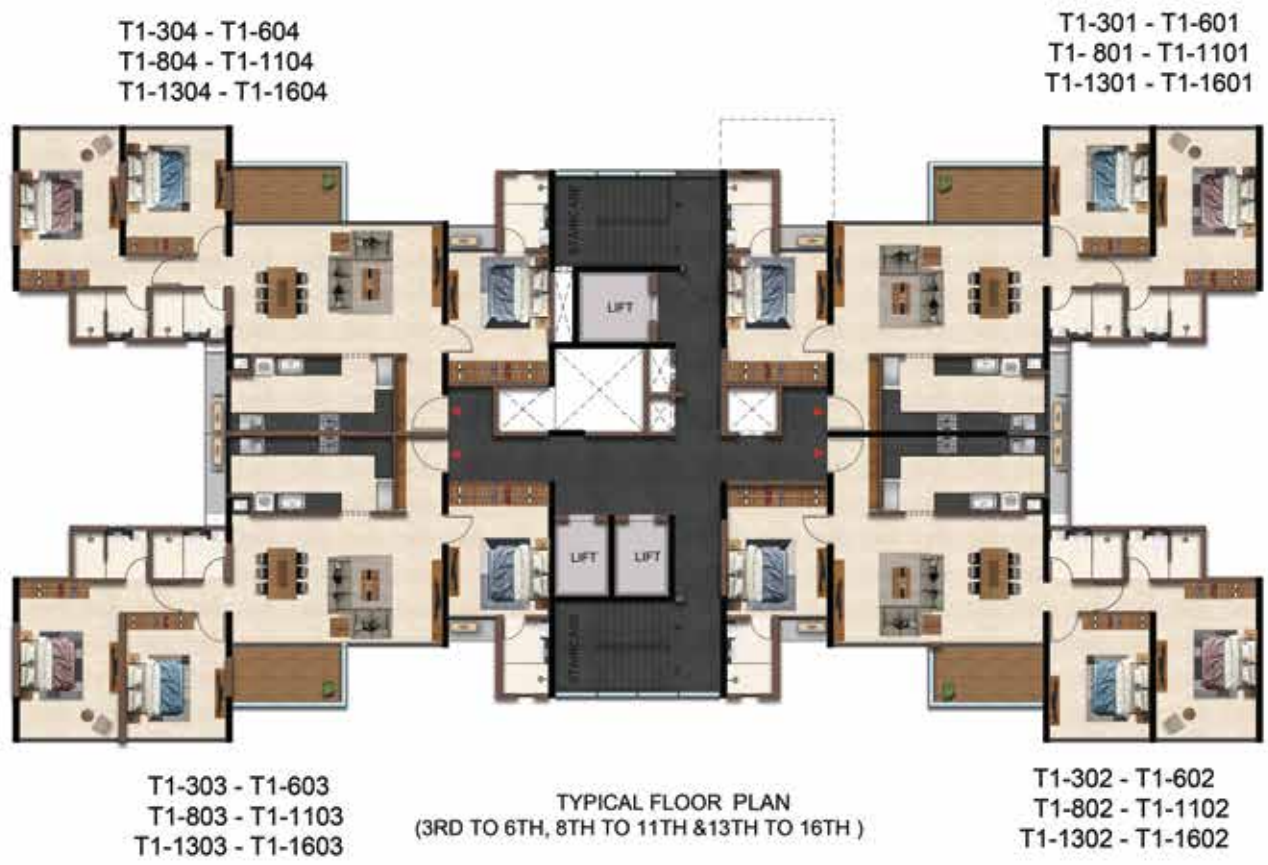 T1-304 - T1-604
T1-804 - T1-1104
T1-1304 - T1-1604
T1-301 - T1-601
T1- 801 - T1-1101
T1-1301 - T1-1601
STAIRCASE
LIFT
LIFT
LIFT
STAIRCASE
T1-303 - T1-603
T1-803 - T1-1103
T1-1303 - T1-1603
TYPICAL FLOOR PLAN
(3RD TO 6TH, 8TH TO 11TH &13TH TO 16TH )
T1-302 - T1-602
T1-802 - T1-1102
T1-1302 - T1-1602